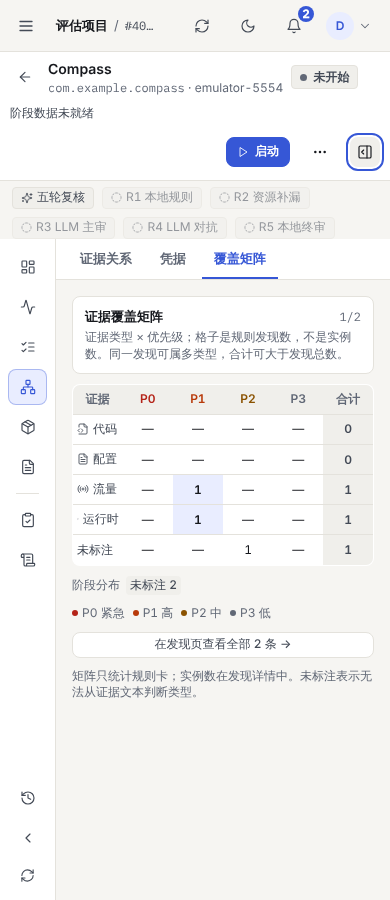 评估项目 / #40…
2
D
Compass
com.example.compass · emulator-5554
未开始
阶段数据未就绪
启动
五轮复核
R1 本地规则
R2 资源补漏
R3 LLM 主审
R4 LLM 对抗
R5 本地终审
证据关系
凭据
覆盖矩阵
证据覆盖矩阵 1/2
证据类型 × 优先级；格子是规则发现数，不是实例
数。同一发现可属多类型，合计可大于发现总数。
证据 P0 P1 P2 P3 合计
代码 — — — — 0
配置 — — — — 0
流量 — 1 — — 1
运行时 — 1 — — 1
未标注 — — 1 — 1
阶段分布 未标注 2
P0 紧急 P1 高 P2 中 P3 低
在发现页查看全部 2 条 →
矩阵只统计规则卡；实例数在发现详情中。未标注表示无
法从证据文本判断类型。